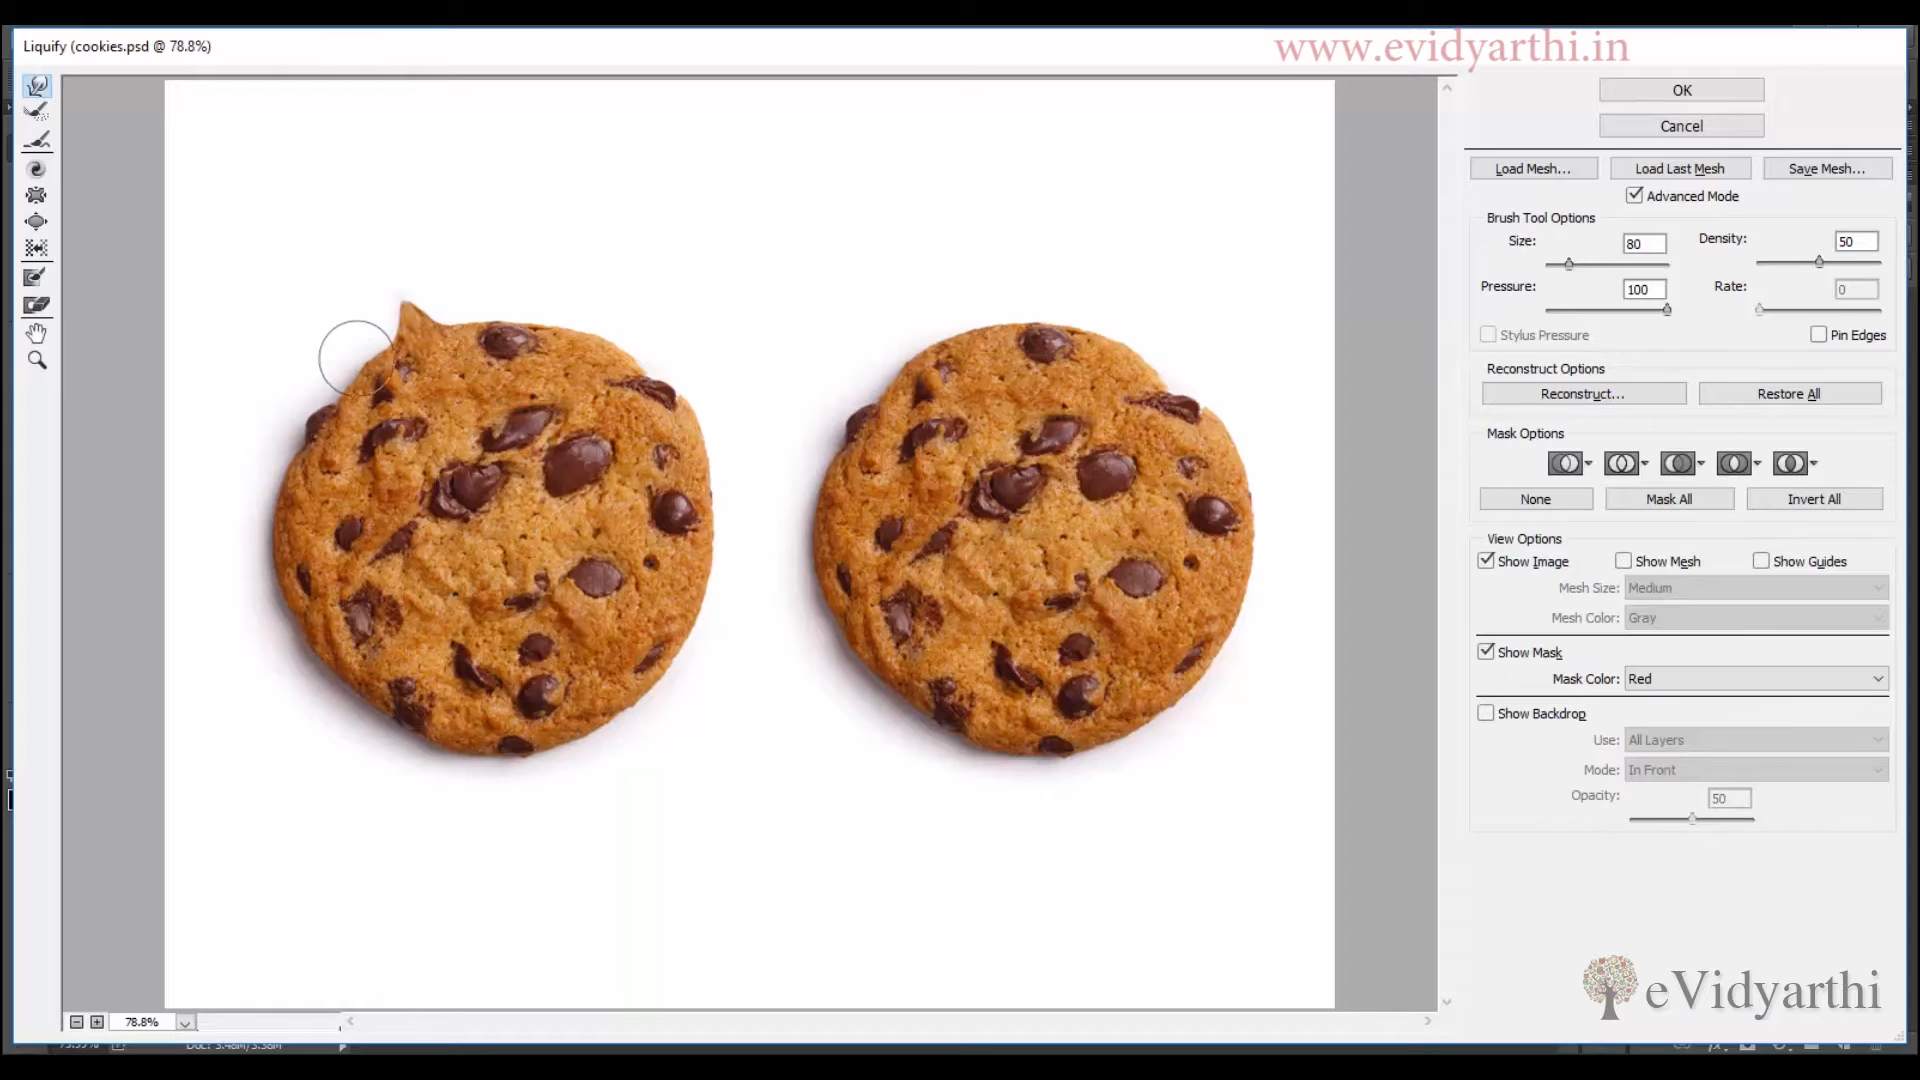 Liquify (cookies.psd @ 78.8%)
www.evidyarthi.in
OK
Cancel
Load Mesh... Load Last Mesh Save Mesh...
Advanced Mode
Brush Tool Options
Size: 80 Density: 50
Pressure: 100 Rate: 0
Stylus Pressure Pin Edges
Reconstruct Options
Reconstruct... Restore All
Mask Options
None Mask All Invert All
View Options
Show Image Show Mesh Show Guides
Mesh Size: Medium
Mesh Color: Gray
Show Mask
Mask Color: Red
Show Backdrop
Use: All Layers
Mode: In Front
Opacity: 50
eVidyarthi
78.8%